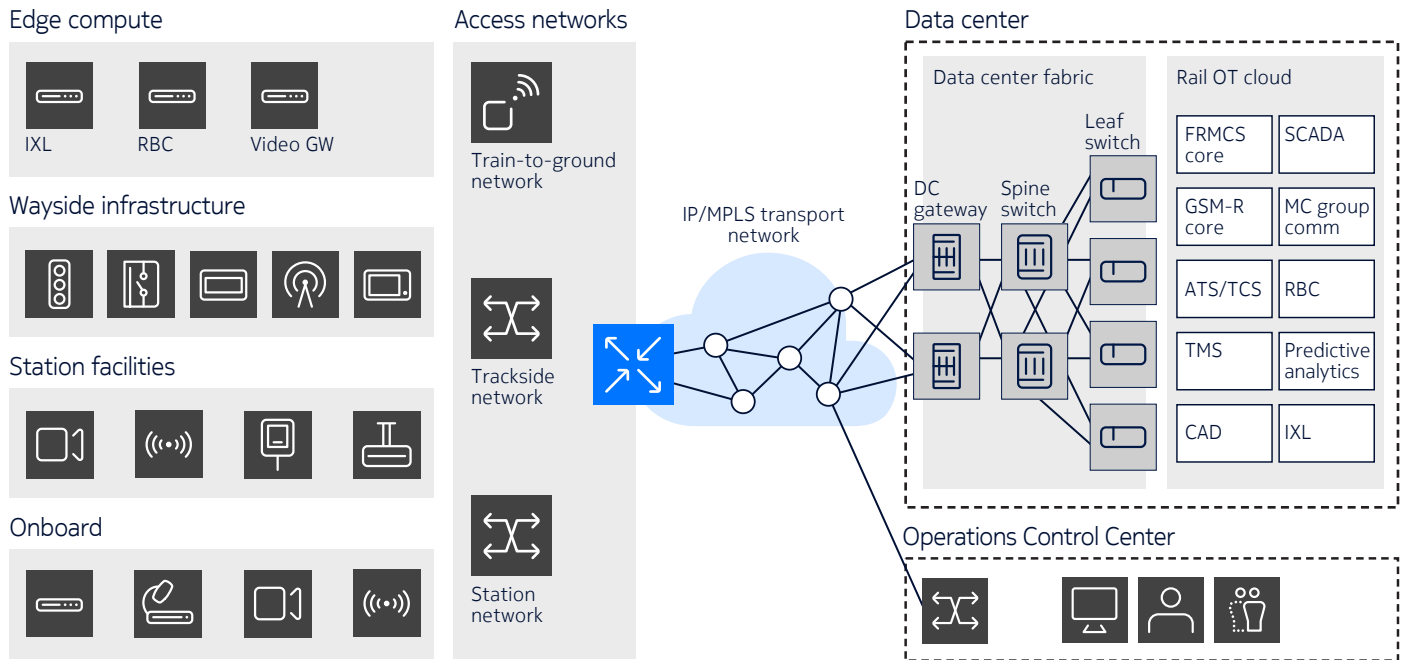 Edge compute
IXL
RBC
Video GW
Wayside infrastructure
Station facilities
Onboard
Access networks
Train-to-ground
network
Trackside
network
Station
network
IP/MPLS transport
network
Data center
Data center fabric
DC
gateway
Spine
switch
Leaf
switch
Rail OT cloud
FRMCS
core
SCADA
GSM-R
core
MC group
comm
ATS/TCS
RBC
TMS
Predictive
analytics
CAD
IXL
Operations Control Center